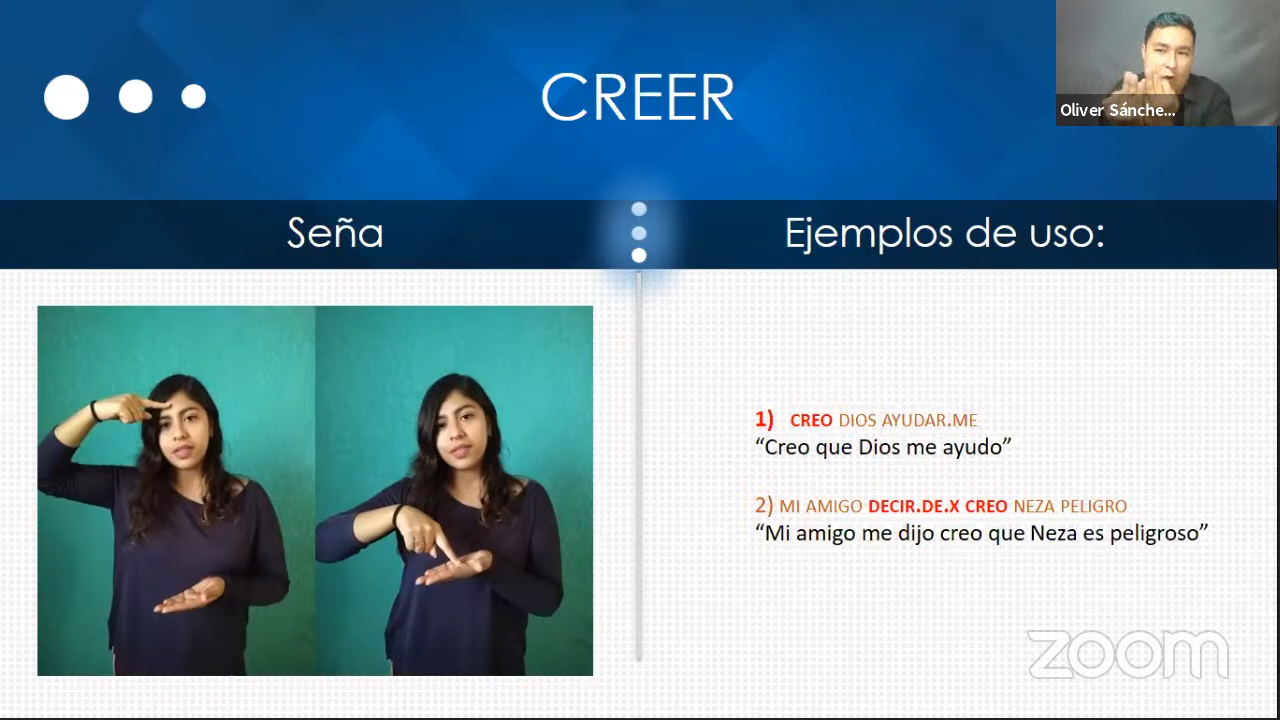 CREER
Oliver Sánche...
Seña
Ejemplos de uso:
1) CREO DIOS AYUDAR.ME
“Creo que Dios me ayudo”
2) MI AMIGO DECIR.DE.X CREO NEZA PELIGRO
“Mi amigo me dijo creo que Neza es peligroso”
zoom